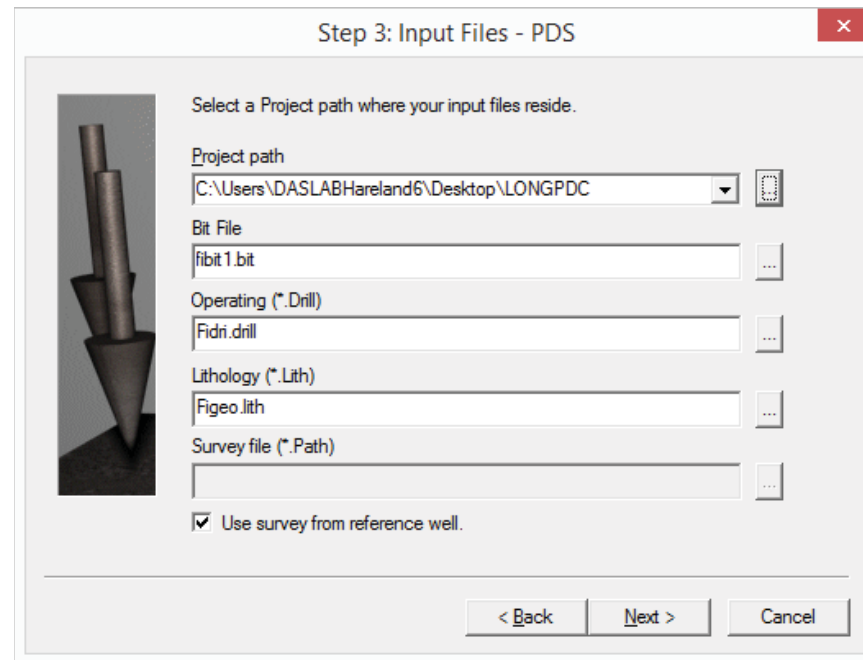 Step 3: Input Files - PDS
Select a Project path where your input files reside.
Project path
C:\Users\DASLABHareland6\Desktop\LONGPDC
...
Bit File
fibit1.bit
...
Operating (*.Drill)
Fidri.drill
...
Lithology (*.Lith)
Figeo.lith
...
Survey file (*.Path)
...
Use survey from reference well.
< Back
Next >
Cancel